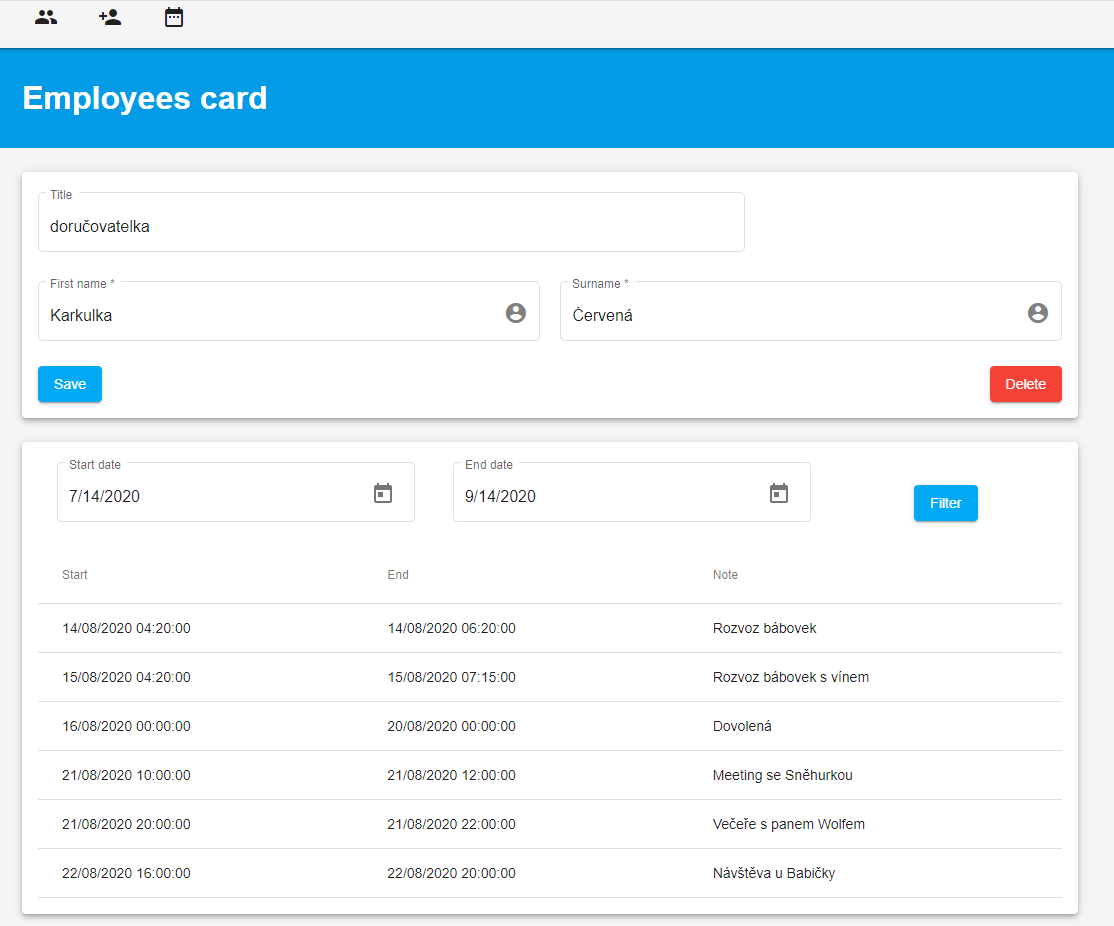 Employees card
Title
doručovatelka
First name *
Surname *
Karkulka
Červená
Save
Delete
Start date
End date
7/14/2020
9/14/2020
Filter
Start End Note
14/08/2020 04:20:00 14/08/2020 06:20:00 Rozvoz bábovek
15/08/2020 04:20:00 15/08/2020 07:15:00 Rozvoz bábovek s vínem
16/08/2020 00:00:00 20/08/2020 00:00:00 Dovolená
21/08/2020 10:00:00 21/08/2020 12:00:00 Meeting se Sněhurkou
21/08/2020 20:00:00 21/08/2020 22:00:00 Večeře s panem Wolfem
22/08/2020 16:00:00 22/08/2020 20:00:00 Návštěva u Babičky